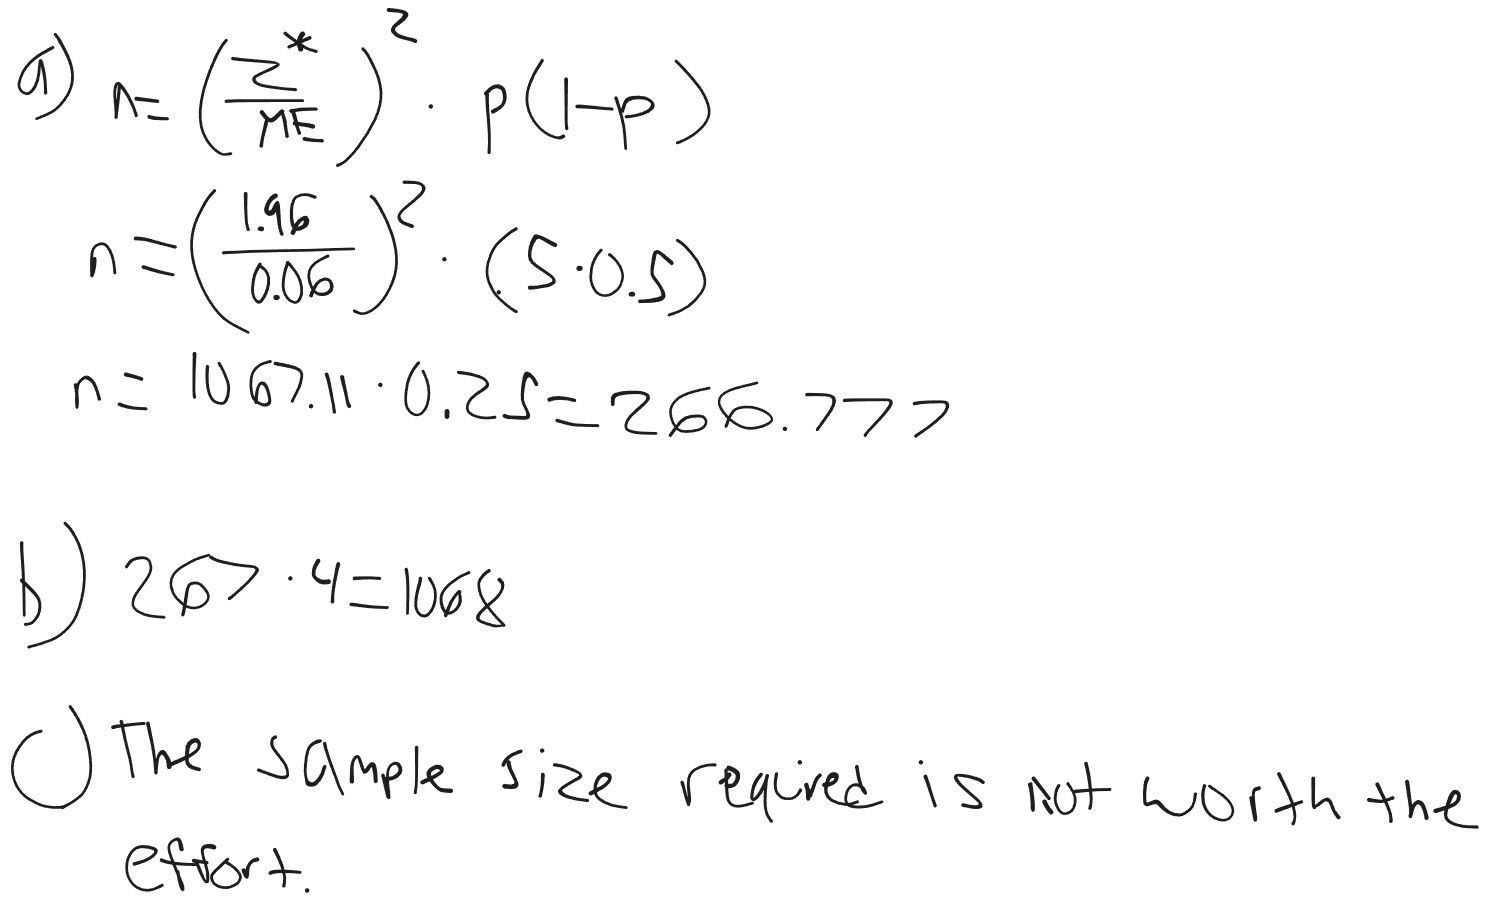 a) n = (z*/ME)² · p(1-p)
n = (1.96/0.06)² · (.5·0.5)
n = 1067.11 · 0.25 = 266.777
b) 267 · 4 = 1068
c) The sample size required is not worth the
effort.